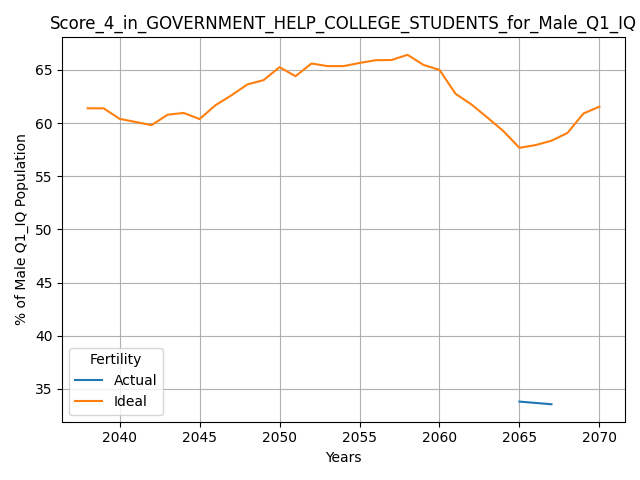 Score_4_in_GOVERNMENT_HELP_COLLEGE_STUDENTS_for_Male_Q1_IQ
% of Male Q1_IQ Population
65
60
55
50
45
40
35
Fertility
Actual
Ideal
2040 2045 2050 2055 2060 2065 2070
Years